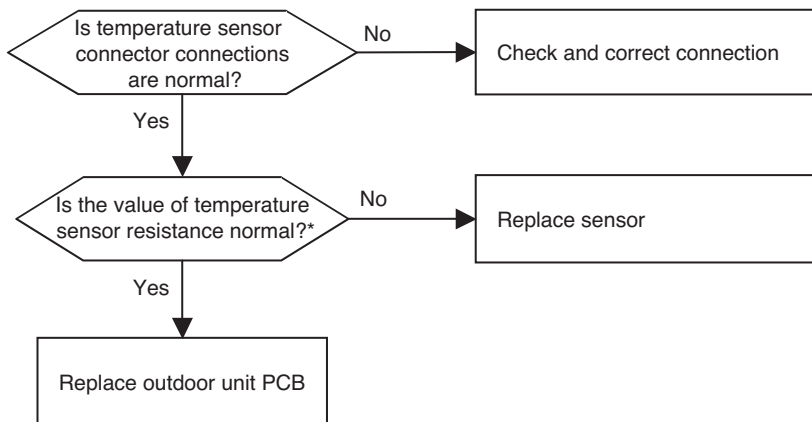 Is temperature sensor
connector connections
are normal?
No
Check and correct connection
Yes
Is the value of temperature
sensor resistance normal?*
No
Replace sensor
Yes
Replace outdoor unit PCB